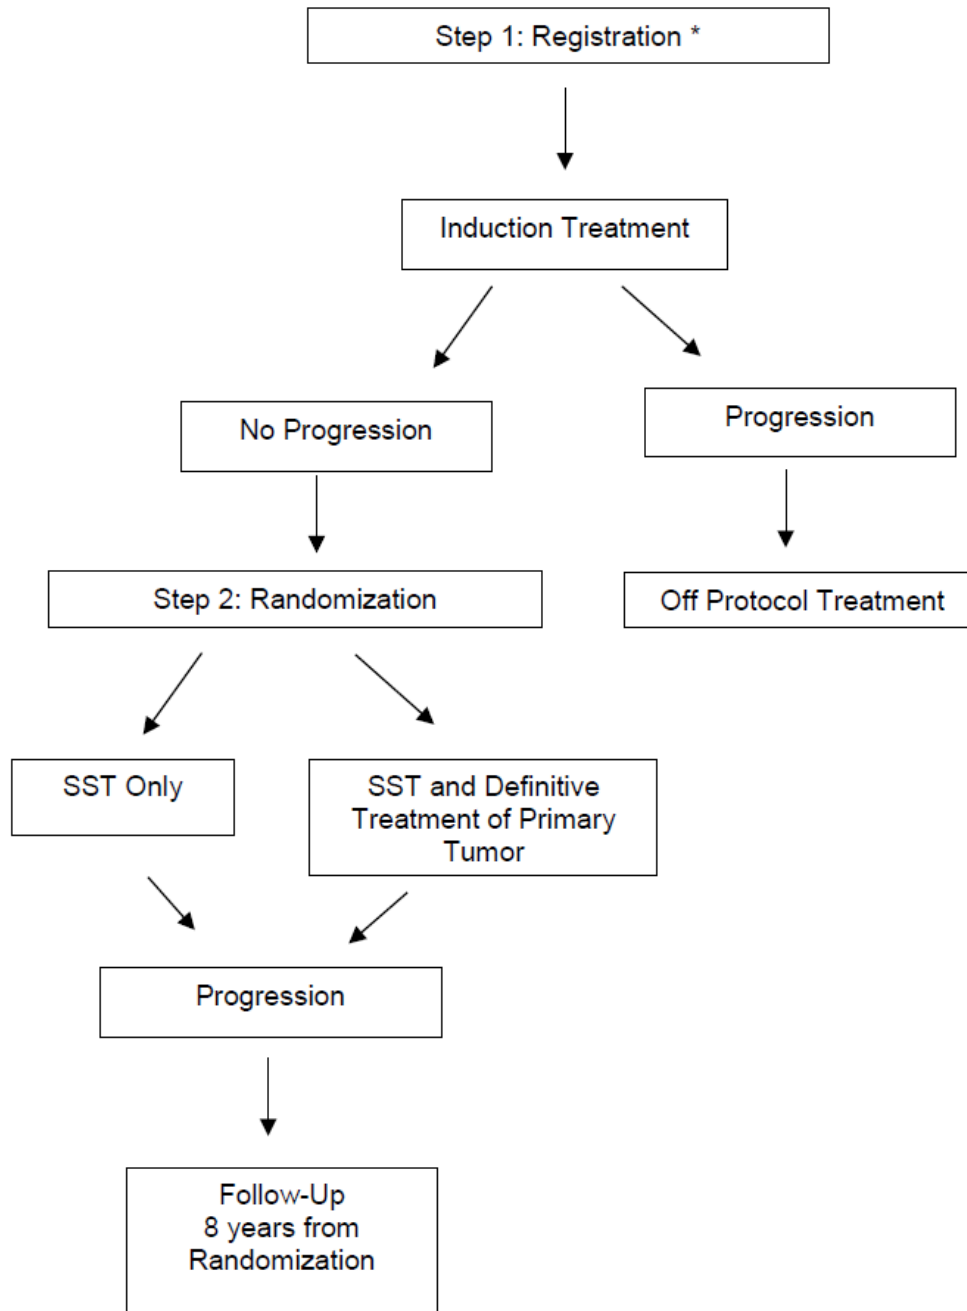 Step 1: Registration *
Induction Treatment
No Progression
Progression
Step 2: Randomization
Off Protocol Treatment
SST Only
SST and Definitive
Treatment of Primary
Tumor
Progression
Follow-Up
8 years from
Randomization